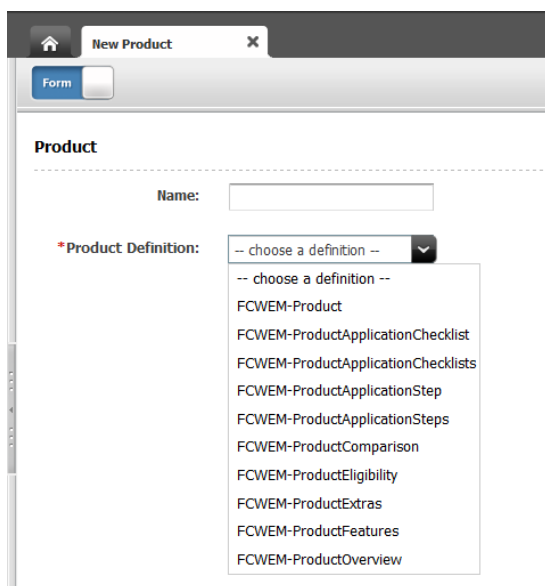 New Product
Form
Product
Name:
*Product Definition:
-- choose a definition --
-- choose a definition --
FCWEM-Product
FCWEM-ProductApplicationChecklist
FCWEM-ProductApplicationChecklists
FCWEM-ProductApplicationStep
FCWEM-ProductApplicationSteps
FCWEM-ProductComparison
FCWEM-ProductEligibility
FCWEM-ProductExtras
FCWEM-ProductFeatures
FCWEM-ProductOverview